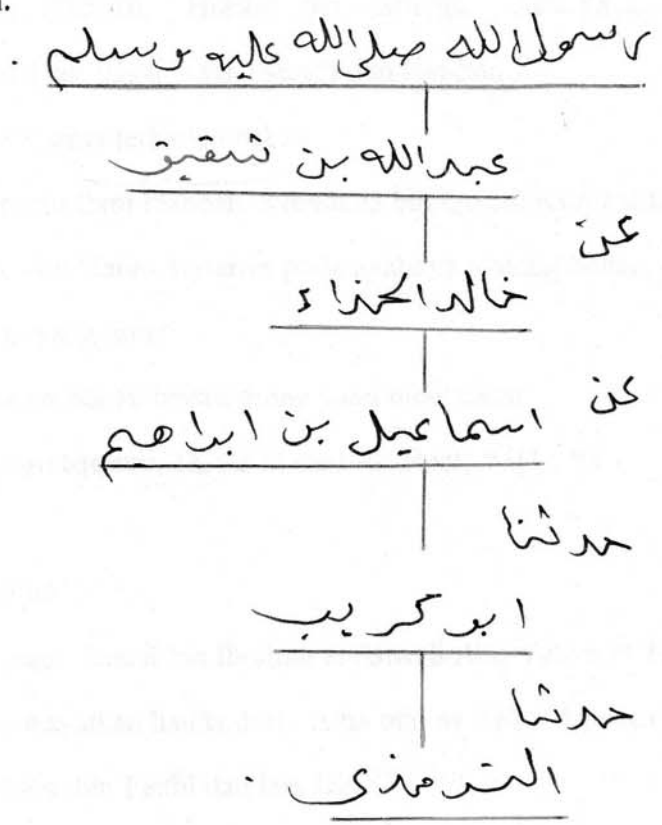 رسول الله صلى الله عليه وسلم
عبد الله بن شقيق
عن
خالد الحذاء
عن
اسماعيل بن ابراهيم
حدثنا
ابو كريب
حدثنا
الترمذى